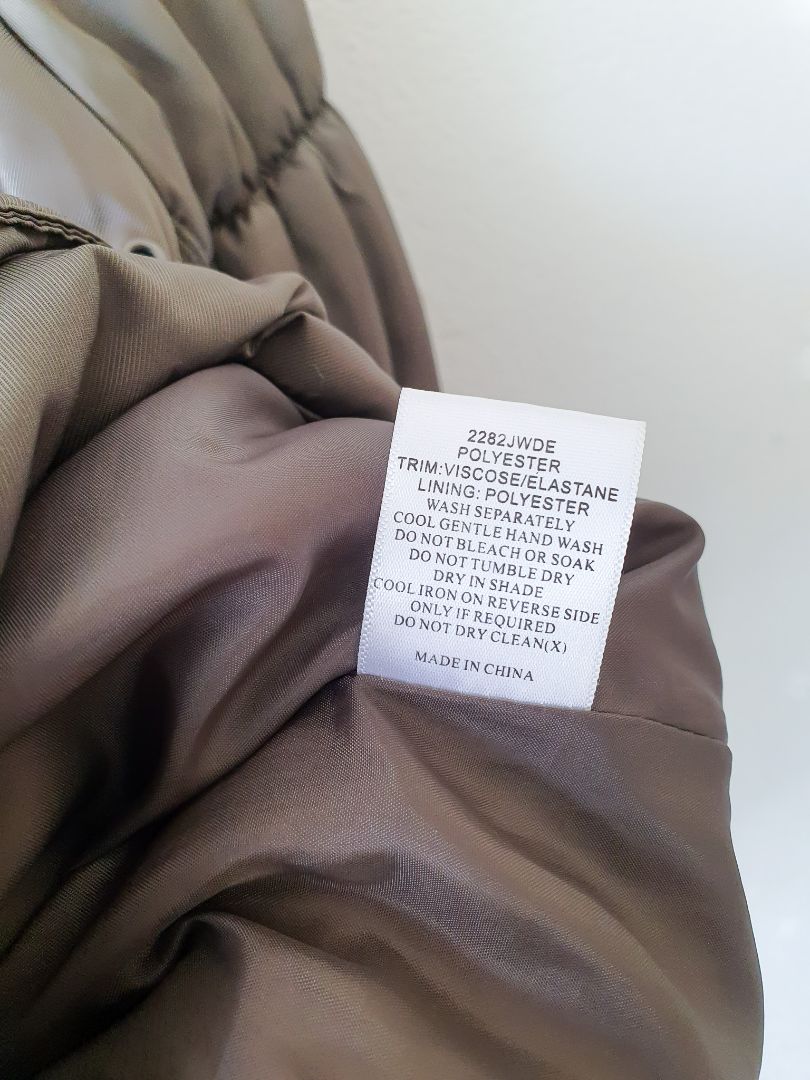 2282JWDE
POLYESTER
TRIM:VISCOSE/ELASTANE
LINING: POLYESTER
WASH SEPARATELY
COOL GENTLE HAND WASH
DO NOT BLEACH OR SOAK
DO NOT TUMBLE DRY
DRY IN SHADE
COOL IRON ON REVERSE SIDE
ONLY IF REQUIRED
DO NOT DRY CLEAN(X)
MADE IN CHINA